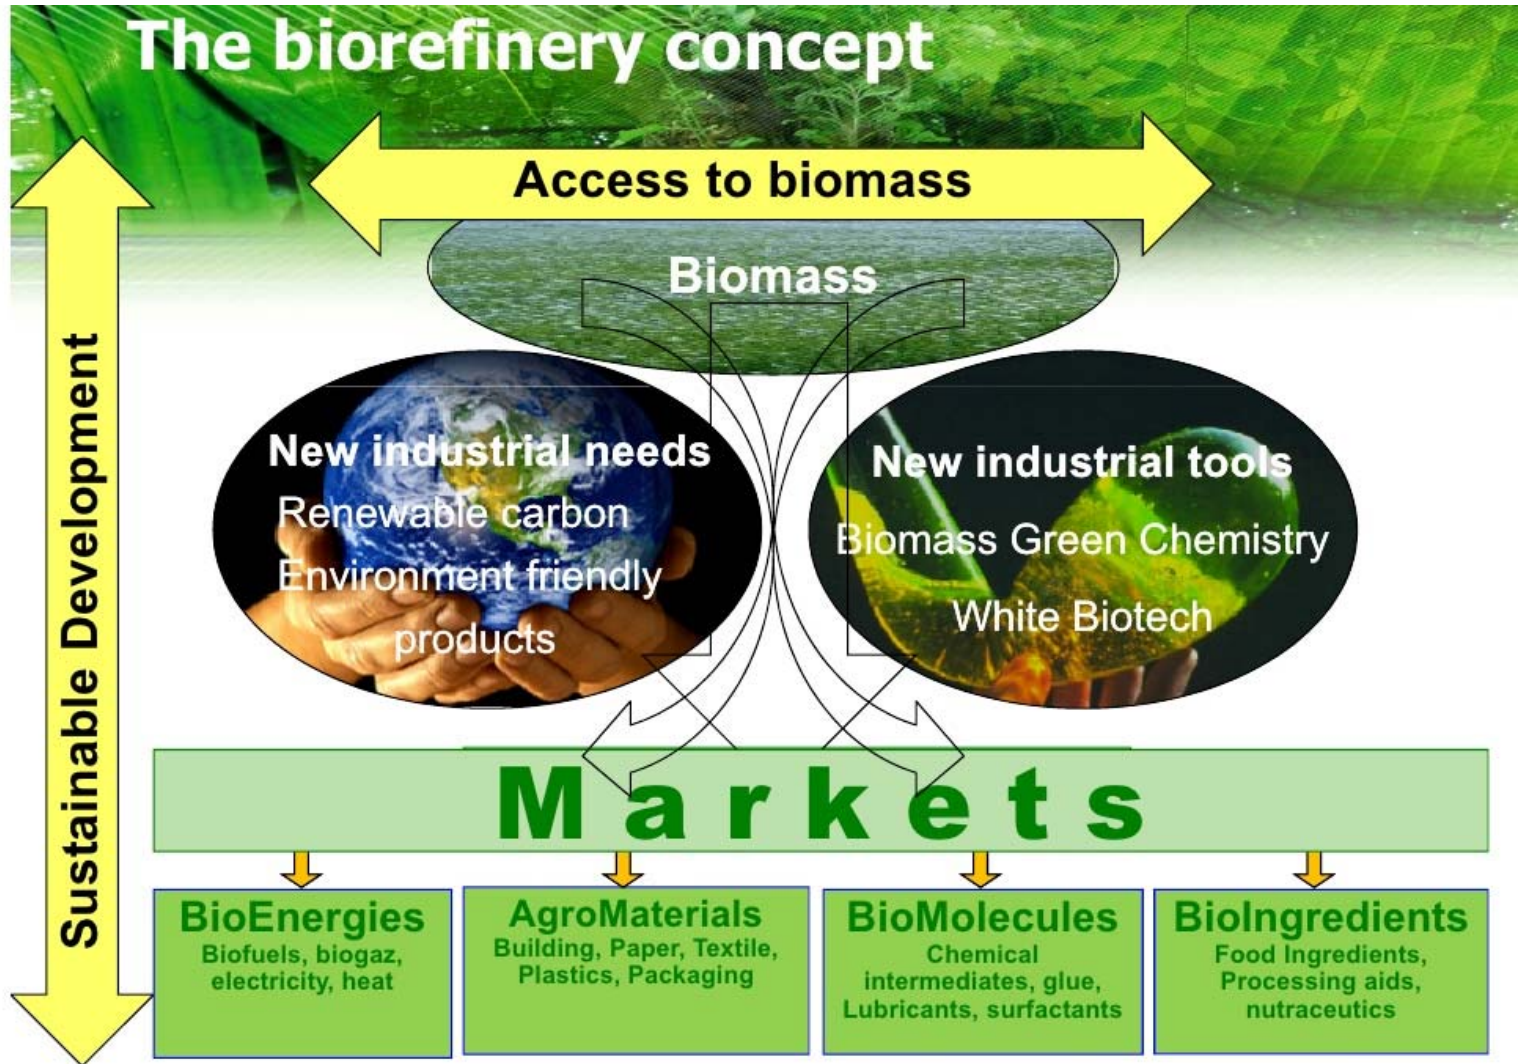 The biorefinery concept
Access to biomass
Biomass
Sustainable Development
New industrial needs
Renewable carbon
Environment friendly
products
New industrial tools
Biomass Green Chemistry
White Biotech
Markets
BioEnergies
Biofuels, biogaz,
electricity, heat
AgroMaterials
Building, Paper, Textile,
Plastics, Packaging
BioMolecules
Chemical
intermediates, glue,
Lubricants, surfactants
BioIngredients
Food Ingredients,
Processing aids,
nutraceutics